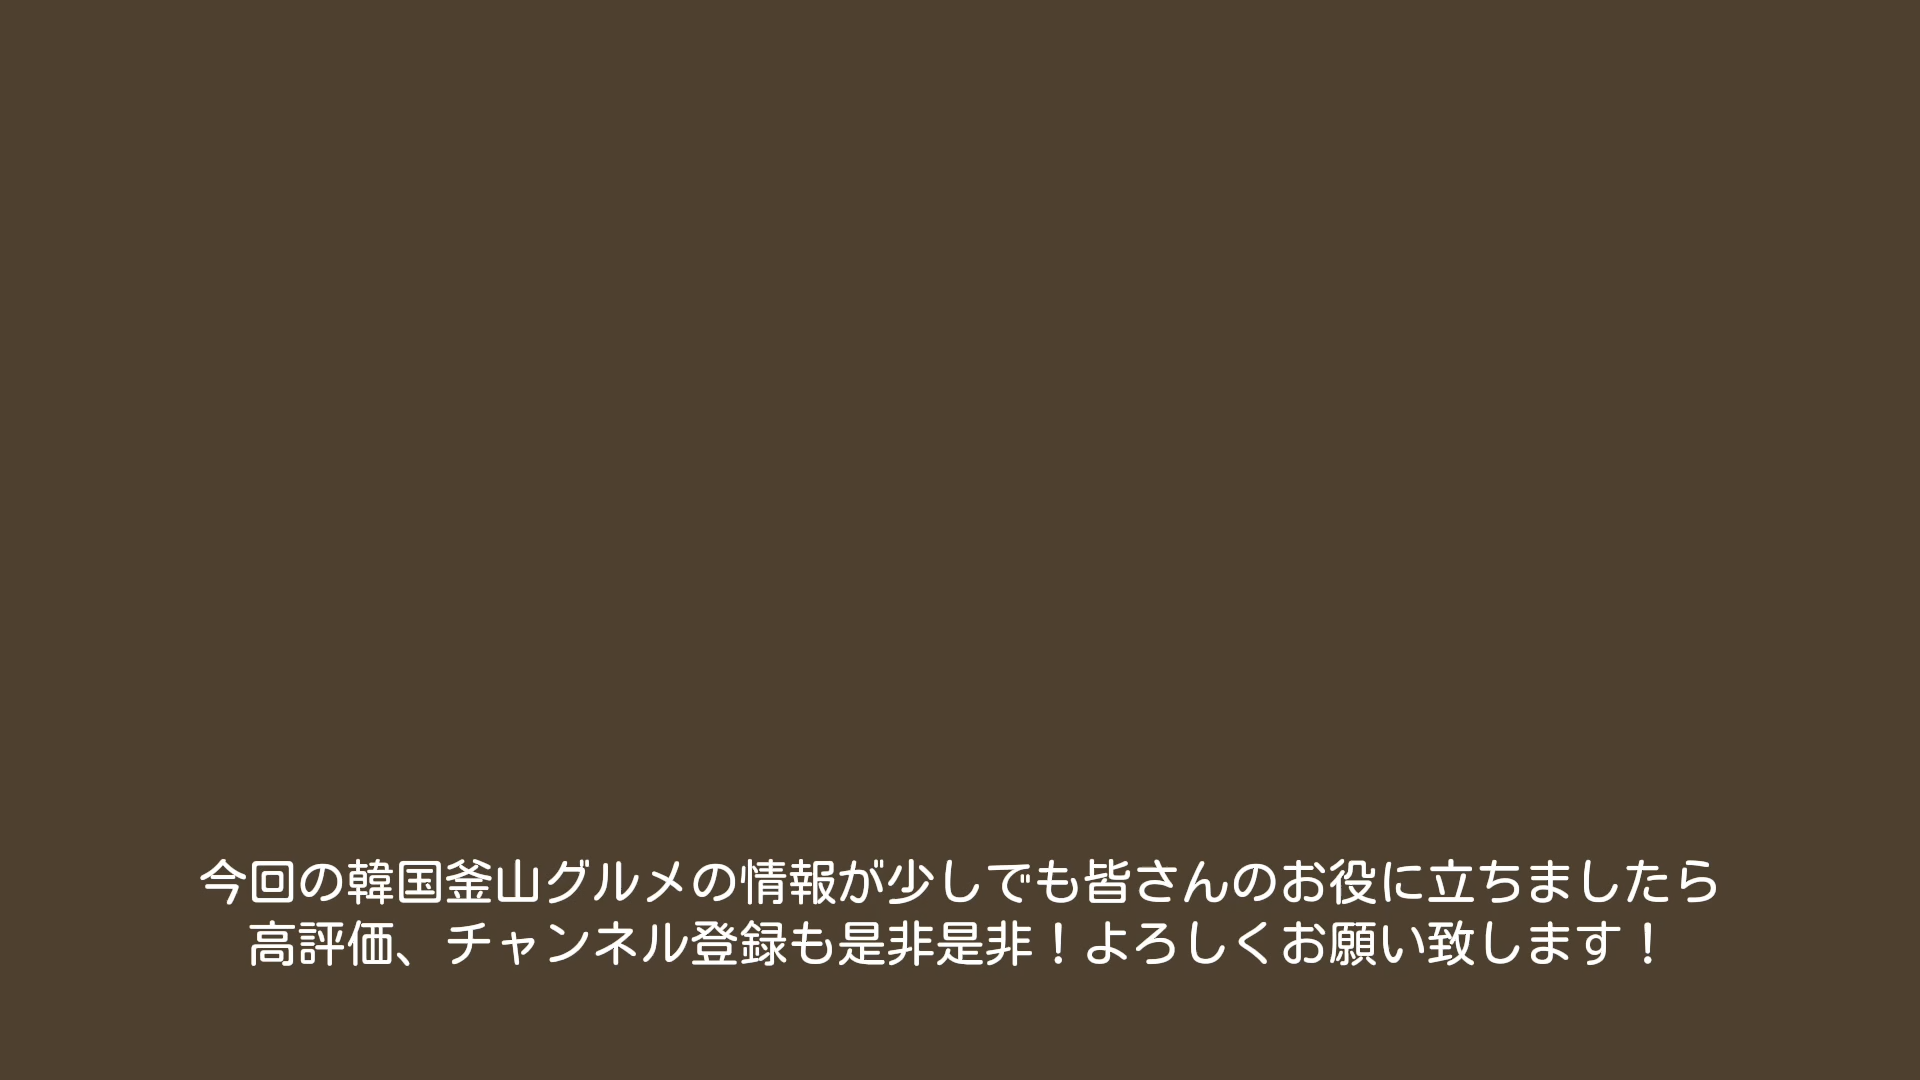 今回の韓国釜山グルメの情報が少しでも皆さんのお役に立ちましたら
高評価、チャンネル登録も是非是非！よろしくお願い致します！